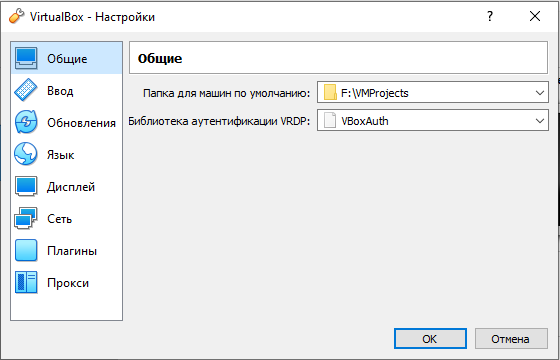 VirtualBox - Настройки
Общие
Ввод
Обновления
Язык
Дисплей
Сеть
Плагины
Прокси
Общие
Папка для машин по умолчанию: F:\VMProjects
Библиотека аутентификации VRDP: VBoxAuth
OK Отмена